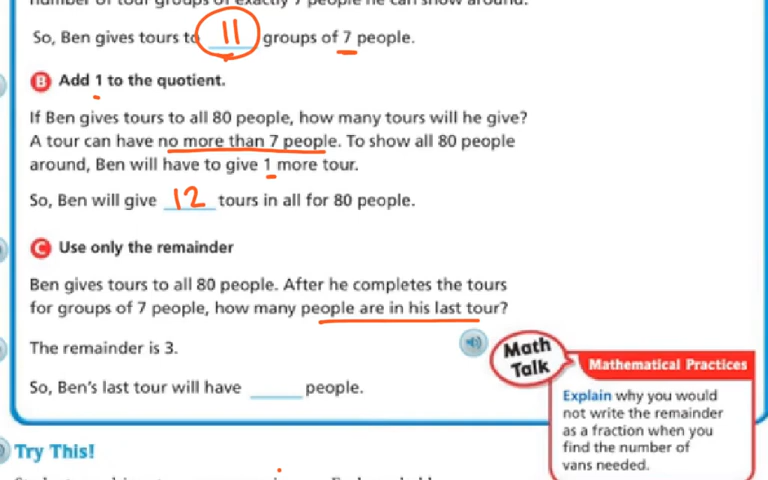 number of tour groups of exactly 7 people he can show around.
So, Ben gives tours to 11 groups of 7 people.
B Add 1 to the quotient.
If Ben gives tours to all 80 people, how many tours will he give?
A tour can have no more than 7 people. To show all 80 people
around, Ben will have to give 1 more tour.
So, Ben will give 12 tours in all for 80 people.
C Use only the remainder
Ben gives tours to all 80 people. After he completes the tours
for groups of 7 people, how many people are in his last tour?
The remainder is 3.
So, Ben's last tour will have ____ people.
Math
Talk
Mathematical Practices
Explain why you would
not write the remainder
as a fraction when you
find the number of
vans needed.
Try This!